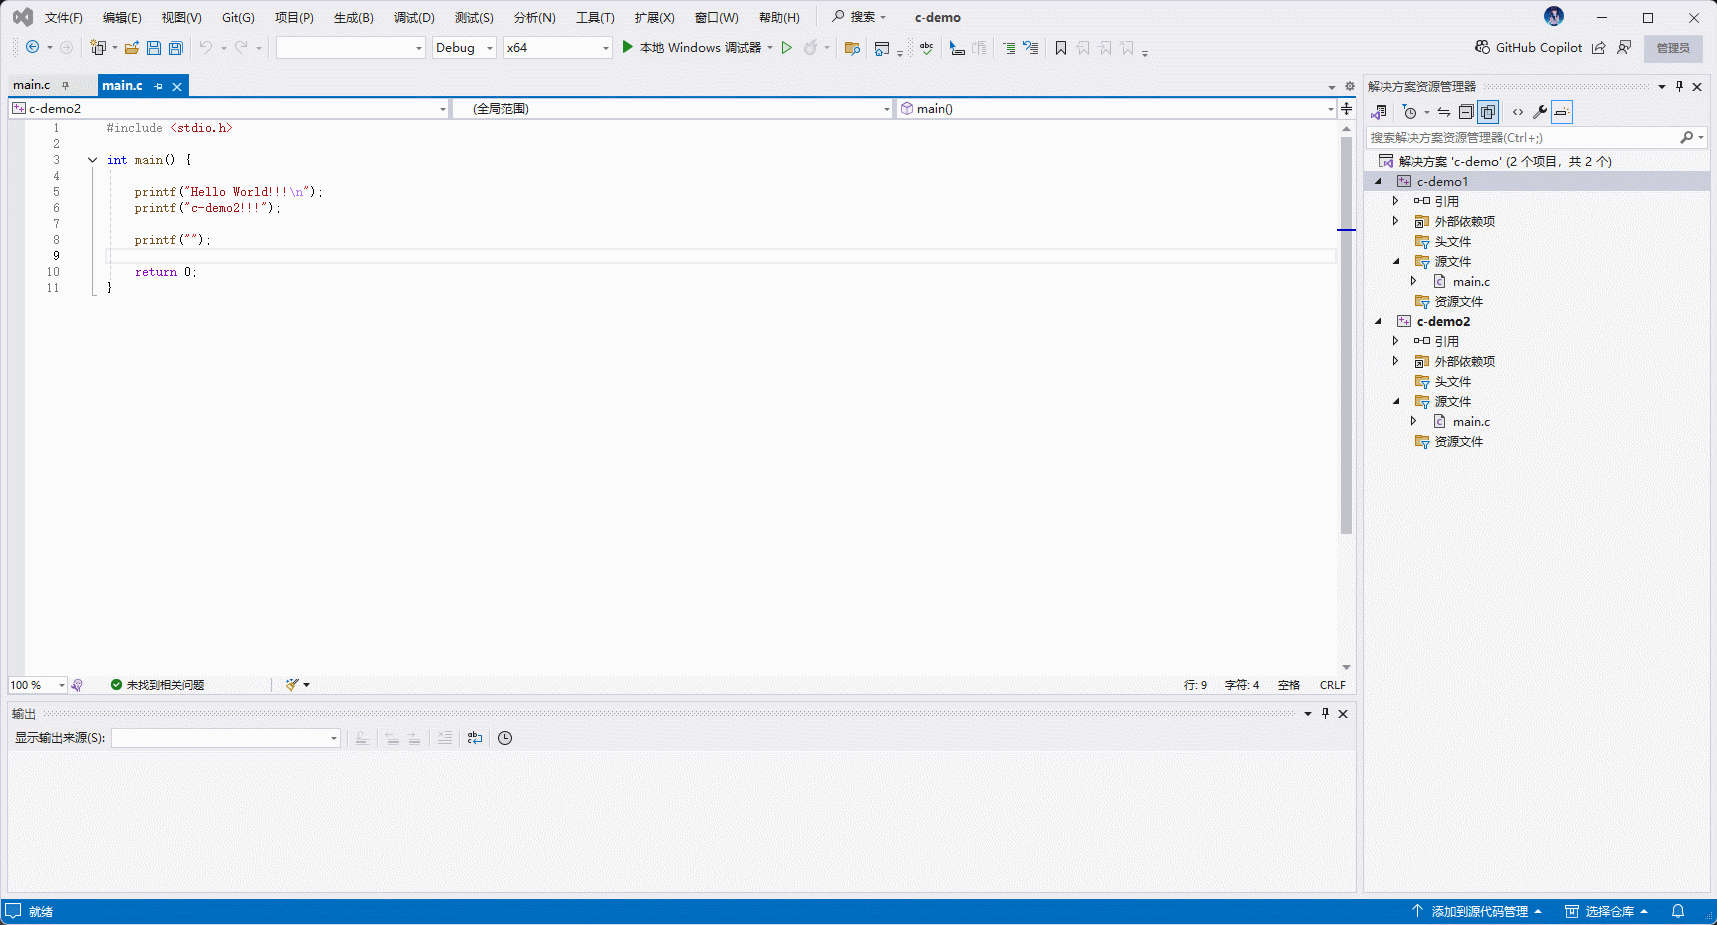 文件(F) 编辑(E) 视图(V) Git(G) 项目(P) 生成(B) 调试(D) 测试(S) 分析(N) 工具(T) 扩展(X) 窗口(W) 帮助(H) 搜索 c-demo
Debug x64 本地 Windows 调试器 abc GitHub Copilot 管理员
main.c main.c
c-demo2 (全局范围) main()
1 #include <stdio.h>
2
3 int main() {
4
5 printf("Hello World!!!\n");
6 printf("c-demo2!!!");
7
8 printf("");
9
10 return 0;
11 }
100 % 未找到相关问题 行: 9 字符: 4 空格 CRLF
输出
显示输出来源(S):
解决方案资源管理器
搜索解决方案资源管理器(Ctrl+;)
解决方案 'c-demo' (2 个项目，共 2 个)
c-demo1
引用
外部依赖项
头文件
源文件
main.c
资源文件
c-demo2
引用
外部依赖项
头文件
源文件
main.c
资源文件
就绪 添加到源代码管理 选择仓库